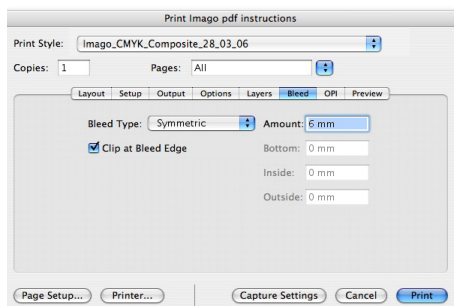 Print Imago pdf instructions
Print Style: Imago_CMYK_Composite_28_03_06
Copies: 1 Pages: All
Layout Setup Output Options Layers Bleed OPI Preview
Bleed Type: Symmetric Amount: 6 mm
Clip at Bleed Edge Bottom: 0 mm
Inside: 0 mm
Outside: 0 mm
Page Setup... Printer... Capture Settings Cancel Print